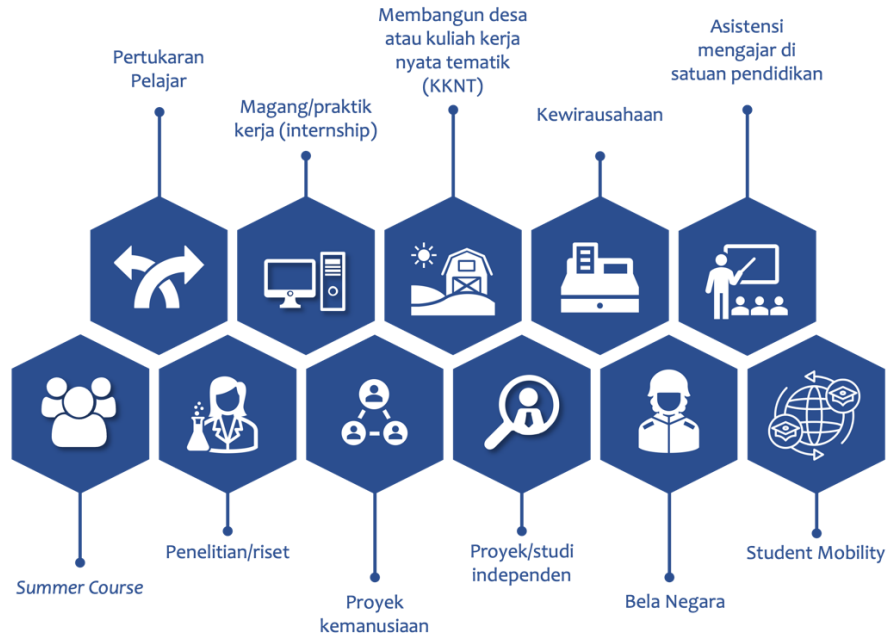 Pertukaran
Pelajar
Magang/praktik
kerja (internship)
Membangun desa
atau kuliah kerja
nyata tematik
(KKNT)
Kewirausahaan
Asistensi
mengajar di
satuan pendidikan
Summer Course
Penelitian/riset
Proyek
kemanusiaan
Proyek/studi
independen
Bela Negara
Student Mobility